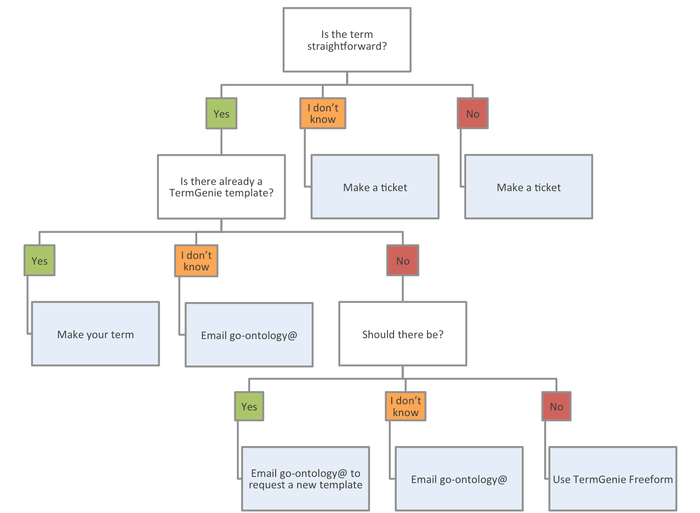 Is the term
straightforward?
Yes
I don't
know
No
Make a ticket
Make a ticket
Is there already a
TermGenie template?
Yes
I don't
know
No
Make your term
Email go-ontology@
Should there be?
Yes
I don't
know
No
Email go-ontology@ to
request a new template
Email go-ontology@
Use TermGenie Freeform